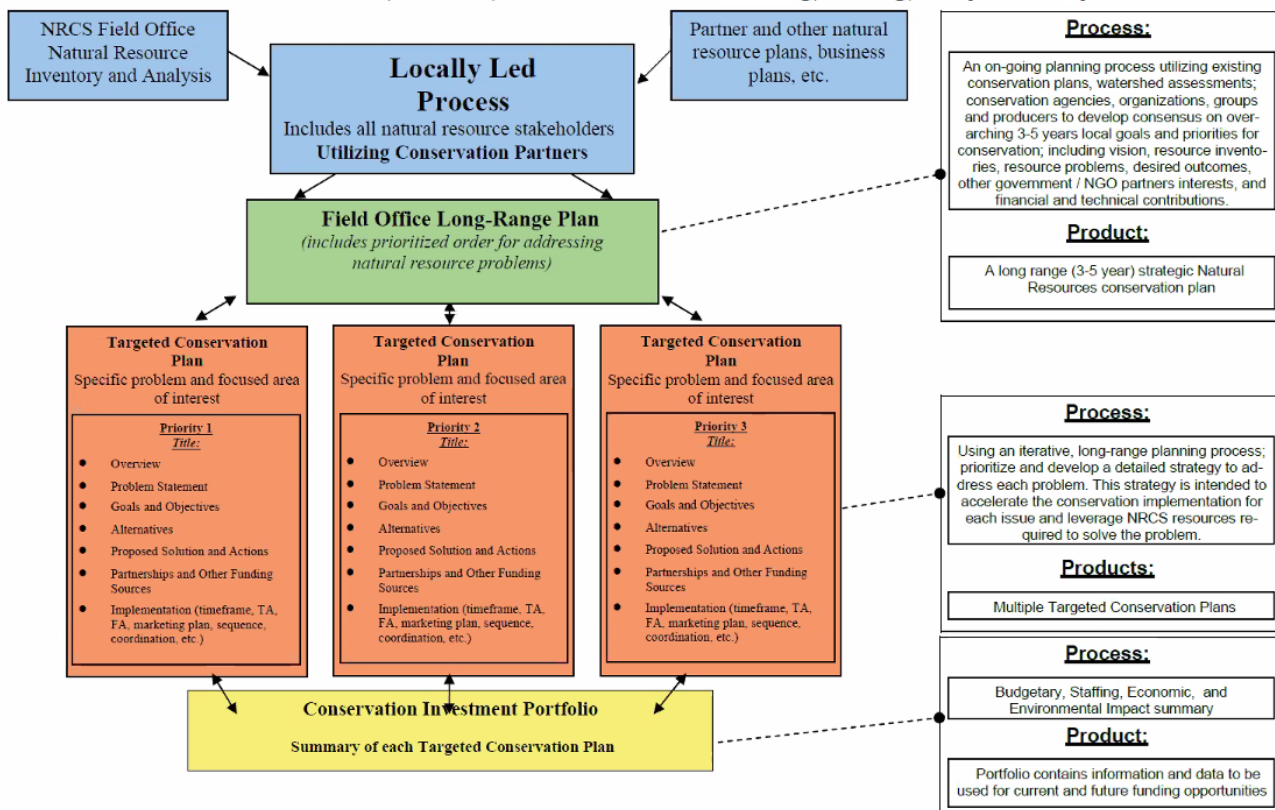 NRCS Field Office
Natural Resource
Inventory and Analysis
Partner and other natural
resource plans, business
plans, etc.
Locally Led
Process
Includes all natural resource stakeholders
Utilizing Conservation Partners
Field Office Long-Range Plan
(includes prioritized order for addressing
natural resource problems)
Process:
An on-going planning process utilizing existing
conservation plans, watershed assessments;
conservation agencies, organizations, groups
and producers to develop consensus on over-
arching 3-5 years local goals and priorities for
conservation; including vision, resource invento-
ries, resource problems, desired outcomes,
other government / NGO partners interests, and
financial and technical contributions.
Product:
A long range (3-5 year) strategic Natural
Resources conservation plan
Targeted Conservation
Plan
Specific problem and focused area
of interest
Priority 1
Title:
● Overview
● Problem Statement
● Goals and Objectives
● Alternatives
● Proposed Solution and Actions
● Partnerships and Other Funding
Sources
● Implementation (timeframe, TA,
FA, marketing plan, sequence,
coordination, etc.)
Targeted Conservation
Plan
Specific problem and focused area
of interest
Priority 2
Title:
● Overview
● Problem Statement
● Goals and Objectives
● Alternatives
● Proposed Solution and Actions
● Partnerships and Other Funding
Sources
● Implementation (timeframe, TA,
FA, marketing plan, sequence,
coordination, etc.)
Targeted Conservation
Plan
Specific problem and focused area
of interest
Priority 3
Title:
● Overview
● Problem Statement
● Goals and Objectives
● Alternatives
● Proposed Solution and Actions
● Partnerships and Other Funding
Sources
● Implementation (timeframe, TA,
FA, marketing plan, sequence,
coordination, etc.)
Process:
Using an iterative, long-range planning process;
prioritize and develop a detailed strategy to ad-
dress each problem. This strategy is intended to
accelerate the conservation implementation for
each issue and leverage NRCS resources re-
quired to solve the problem.
Products:
Multiple Targeted Conservation Plans
Conservation Investment Portfolio
Summary of each Targeted Conservation Plan
Process:
Budgetary, Staffing, Economic, and
Environmental Impact summary
Product:
Portfolio contains information and data to be
used for current and future funding opportunities